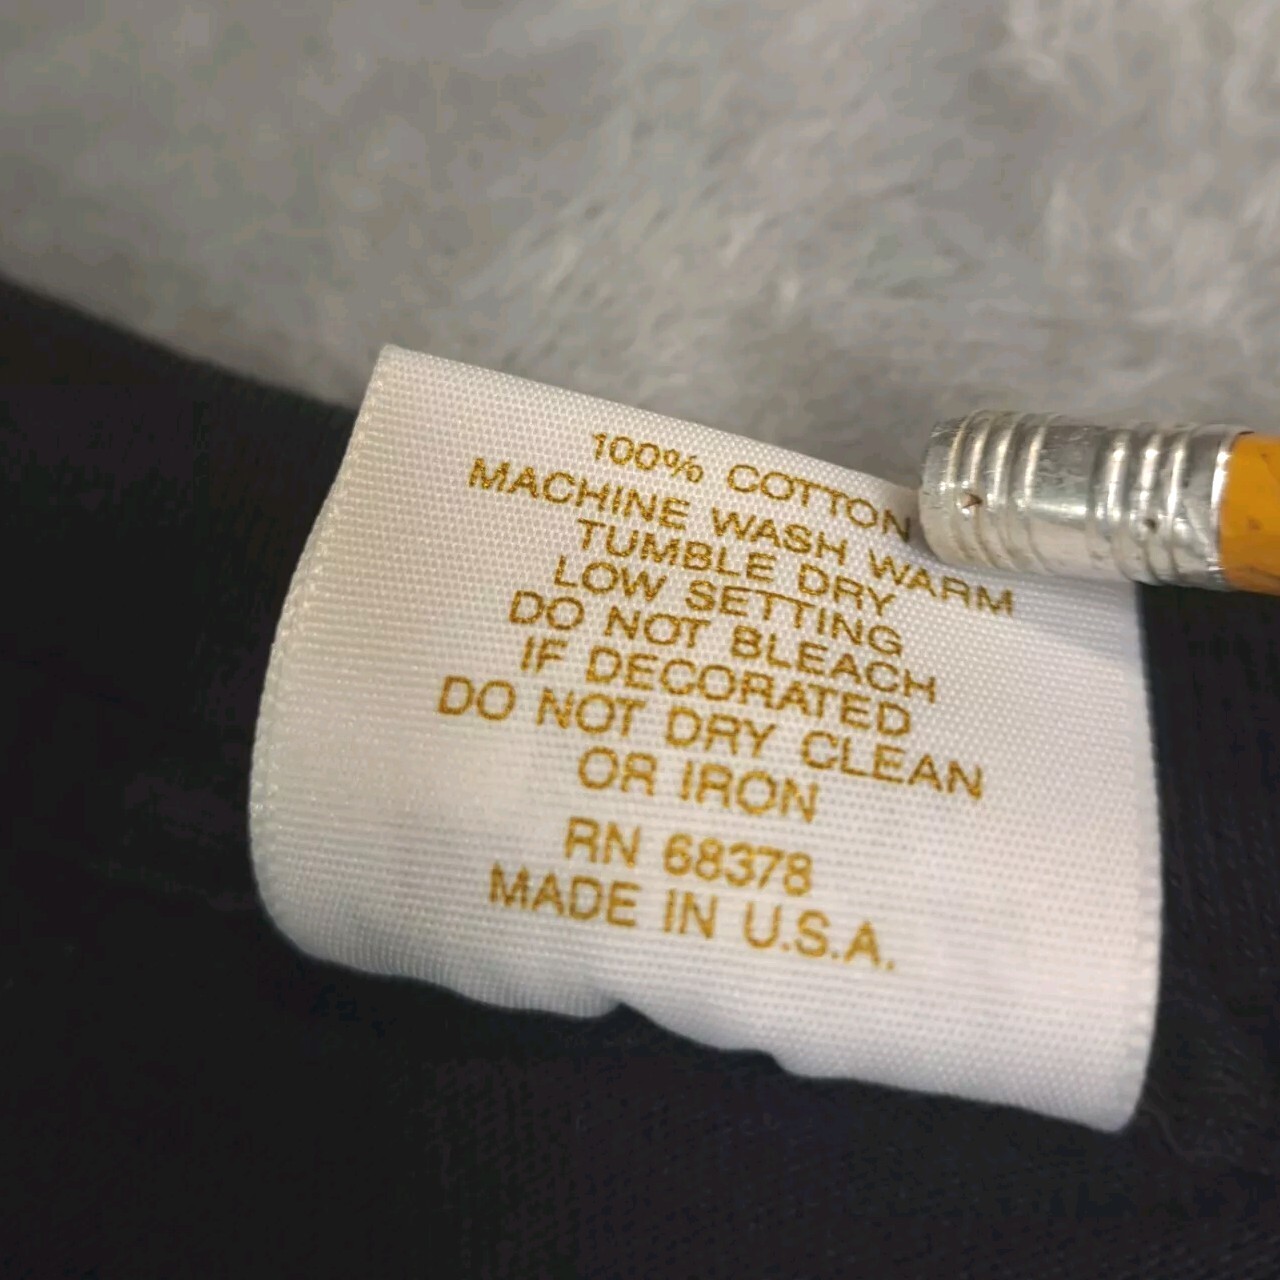 100% COTTON
MACHINE WASH WARM
TUMBLE DRY
LOW SETTING
DO NOT BLEACH
IF DECORATED
DO NOT DRY CLEAN
OR IRON
RN 68378
MADE IN U.S.A.